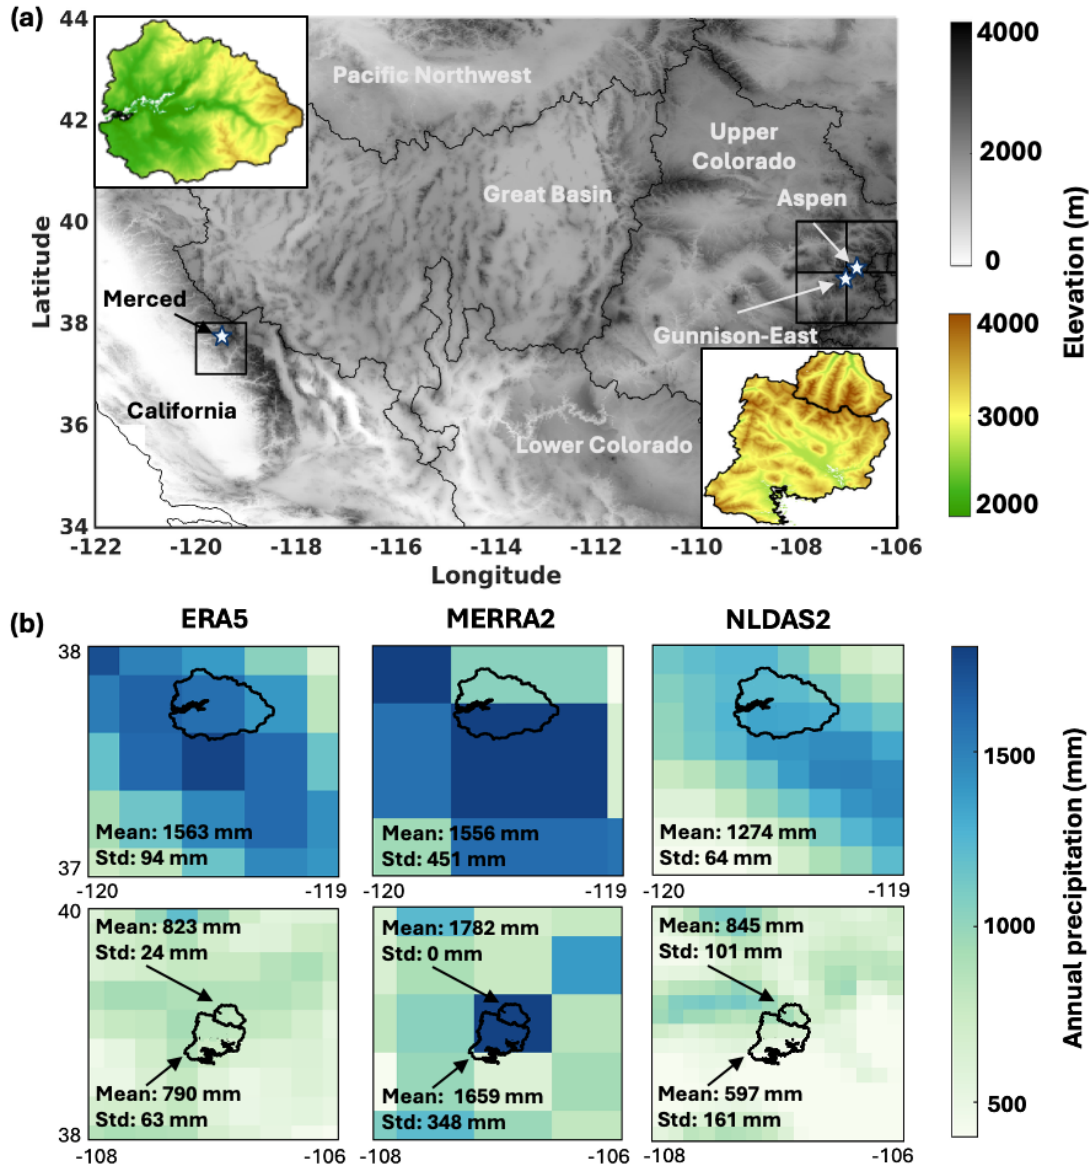 (a)
44
42
40
38
36
34
Latitude
-122
-120
-118
-116
-114
-112
-110
-108
-106
Longitude
Pacific Northwest
Great Basin
Upper
Colorado
Aspen
Merced
Gunnison-East
California
Lower Colorado
4000
2000
0
4000
3000
2000
Elevation (m)
(b)
ERA5
MERRA2
NLDAS2
38
37
Mean: 1563 mm
Std: 94 mm
Mean: 1556 mm
Std: 451 mm
Mean: 1274 mm
Std: 64 mm
-120
-119
-120
-119
-120
-119
40
38
Mean: 823 mm
Std: 24 mm
Mean: 1782 mm
Std: 0 mm
Mean: 845 mm
Std: 101 mm
Mean: 790 mm
Std: 63 mm
Mean: 1659 mm
Std: 348 mm
Mean: 597 mm
Std: 161 mm
-108
-106
-108
-106
-108
-106
1500
1000
500
Annual precipitation (mm)